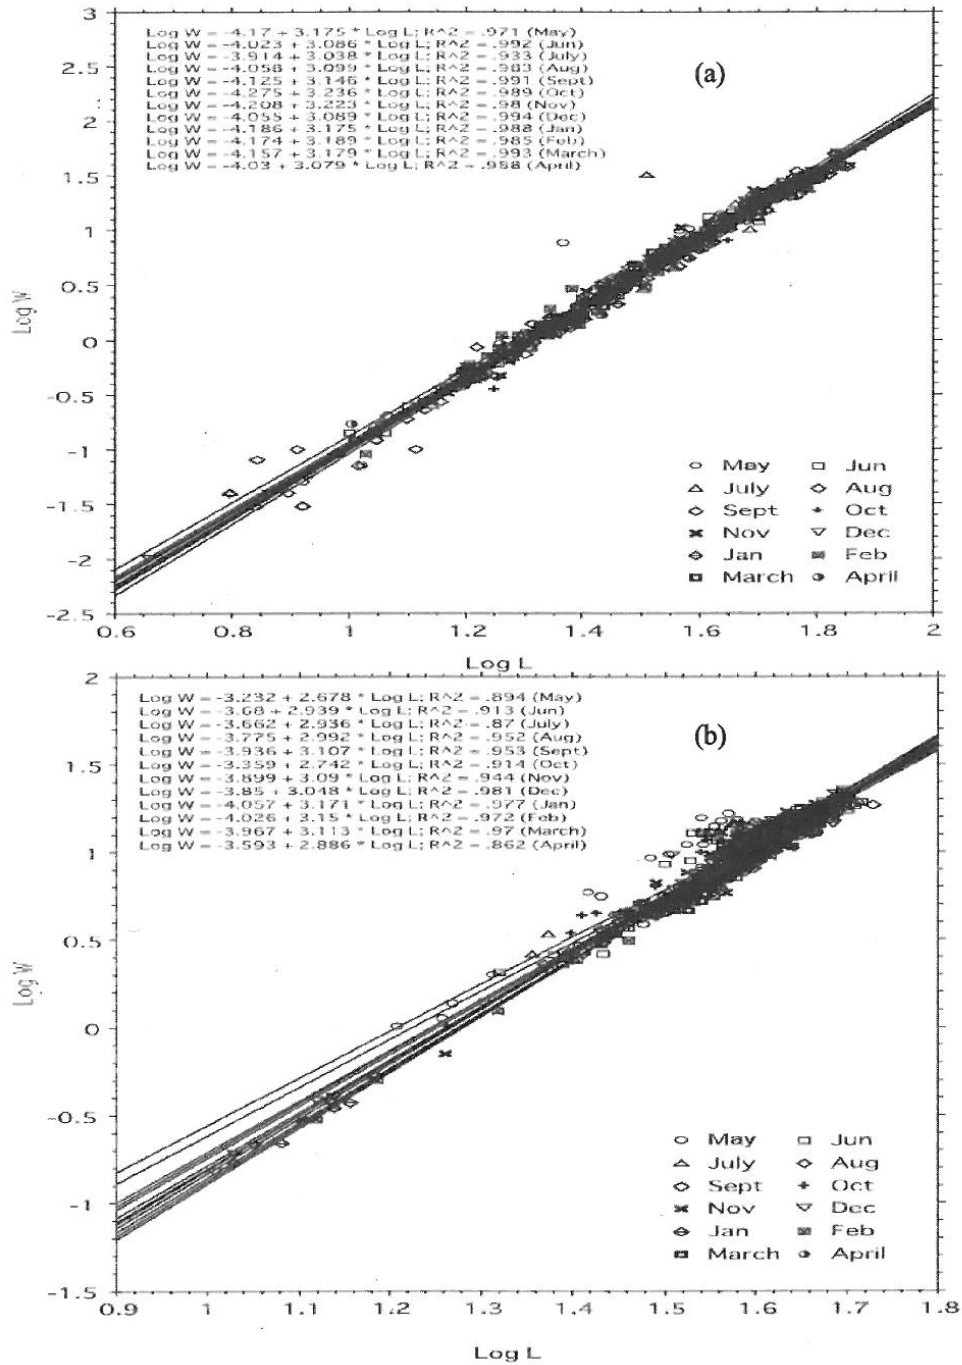 Log W = -4.17 + 3.175 * Log L; R^2 = .971 (May)
Log W = -4.023 + 3.086 * Log L; R^2 = .992 (Jun)
Log W = -3.914 + 3.038 * Log L; R^2 = .933 (July)
Log W = -4.058 + 3.099 * Log L; R^2 = .983 (Aug)
Log W = -4.125 + 3.146 * Log L; R^2 = .991 (Sept)
Log W = -4.275 + 3.236 * Log L; R^2 = .989 (Oct)
Log W = -4.208 + 3.223 * Log L; R^2 = .98 (Nov)
Log W = -4.055 + 3.089 * Log L; R^2 = .994 (Dec)
Log W = -4.186 + 3.175 * Log L; R^2 = .988 (Jan)
Log W = -4.174 + 3.189 * Log L; R^2 = .985 (Feb)
Log W = -4.157 + 3.179 * Log L; R^2 = .993 (March)
Log W = -4.03 + 3.079 * Log L; R^2 = .988 (April)
(a)
3
2.5
2
1.5
1
0.5
0
-0.5
-1
-1.5
-2
-2.5
Log W
May Jun
July Aug
Sept Oct
Nov Dec
Jan Feb
March April
0.6 0.8 1 1.2 1.4 1.6 1.8 2
Log L
Log W = -3.232 + 2.678 * Log L; R^2 = .894 (May)
Log W = -3.68 + 2.939 * Log L; R^2 = .913 (Jun)
Log W = -3.662 + 2.936 * Log L; R^2 = .87 (July)
Log W = -3.775 + 2.992 * Log L; R^2 = .952 (Aug)
Log W = -3.936 + 3.107 * Log L; R^2 = .953 (Sept)
Log W = -3.359 + 2.742 * Log L; R^2 = .914 (Oct)
Log W = -3.899 + 3.09 * Log L; R^2 = .944 (Nov)
Log W = -3.85 + 3.048 * Log L; R^2 = .981 (Dec)
Log W = -4.057 + 3.171 * Log L; R^2 = .977 (Jan)
Log W = -4.026 + 3.15 * Log L; R^2 = .972 (Feb)
Log W = -3.967 + 3.113 * Log L; R^2 = .97 (March)
Log W = -3.593 + 2.886 * Log L; R^2 = .862 (April)
(b)
2
1.5
1
0.5
0
-0.5
-1
-1.5
Log W
May Jun
July Aug
Sept Oct
Nov Dec
Jan Feb
March April
0.9 1 1.1 1.2 1.3 1.4 1.5 1.6 1.7 1.8
Log L